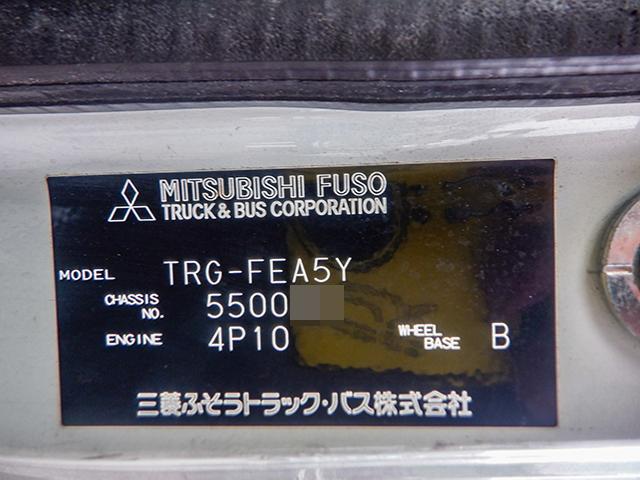 MITSUBISHI FUSO
TRUCK & BUS CORPORATION
MODEL TRG-FEA5Y
CHASSIS NO. 5500
ENGINE 4P10 WHEEL BASE B
三菱ふそうトラック・バス株式会社